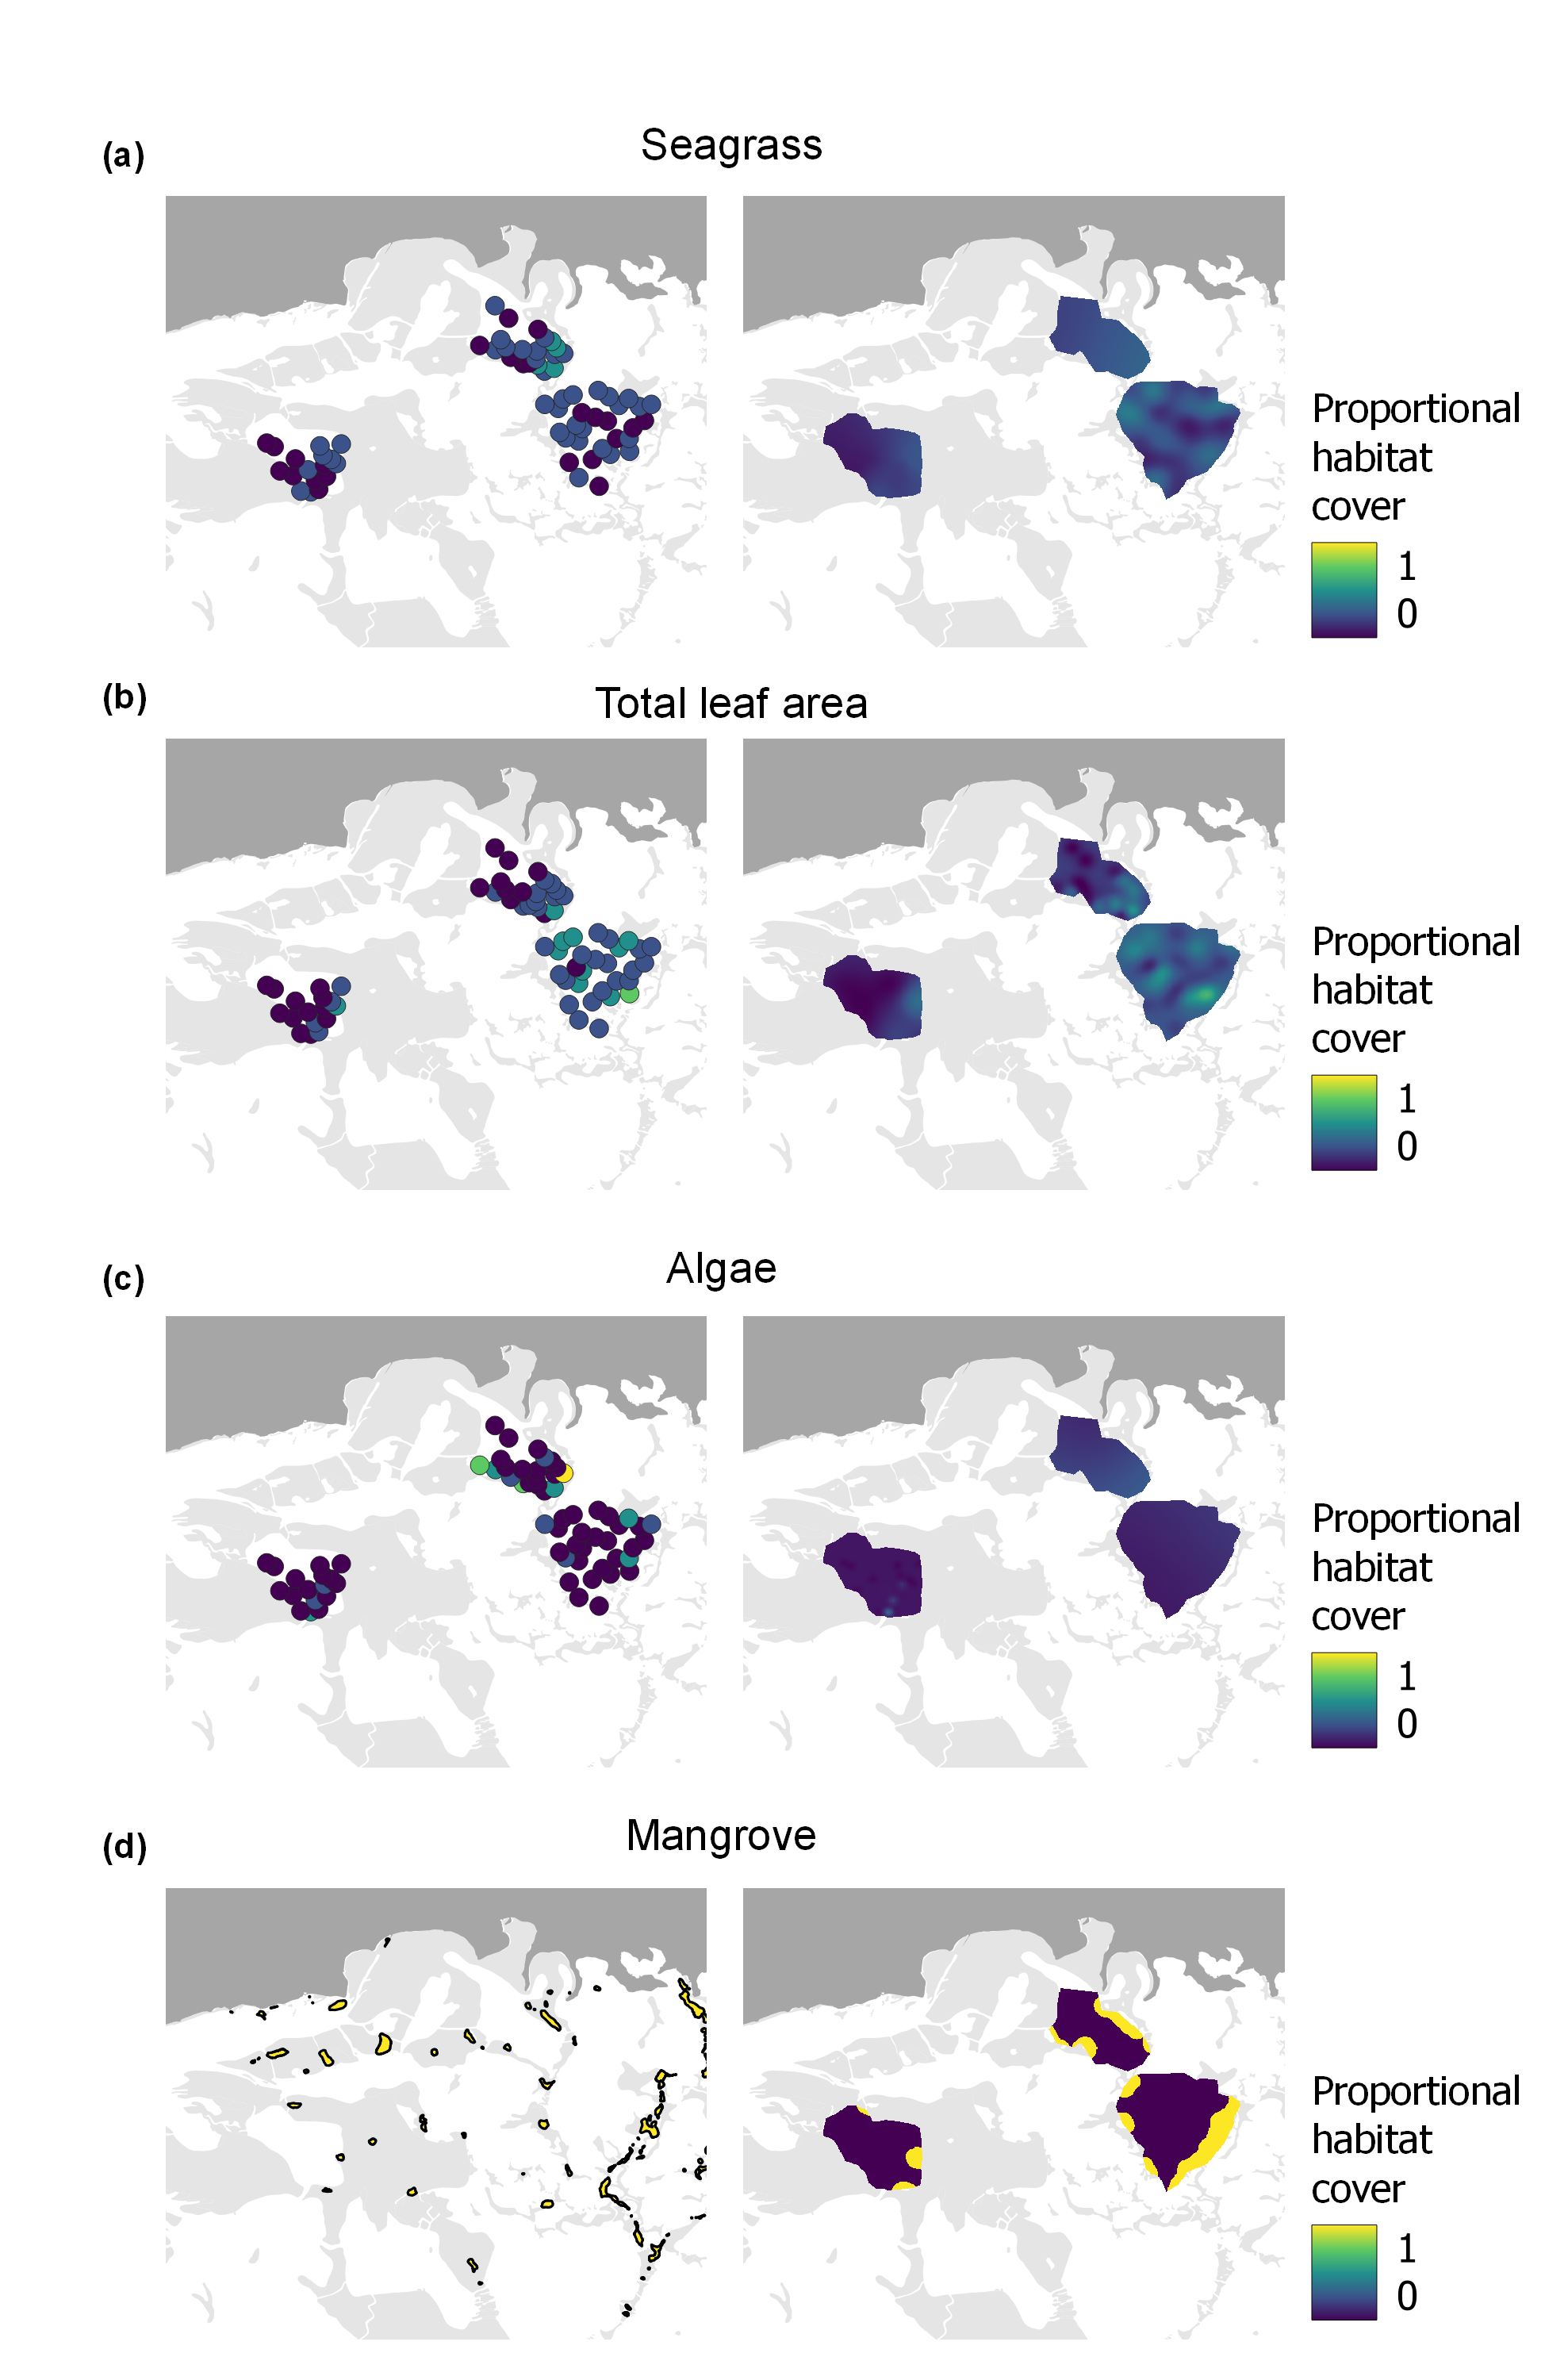 (a)
Seagrass
Proportional
habitat
cover
1
0
(b)
Total leaf area
Proportional
habitat
cover
1
0
(c)
Algae
Proportional
habitat
cover
1
0
(d)
Mangrove
Proportional
habitat
cover
1
0